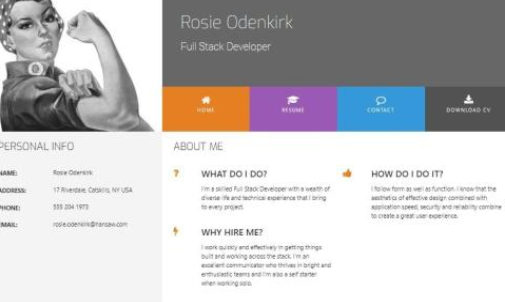 Rosie Odenkirk
Full Stack Developer
HOME
RESUME
CONTACT
DOWNLOAD CV
PERSONAL INFO
NAME: Rosie Odenkirk
ADDRESS: 17 Riverdale, Catskills, NY USA
PHONE: 555 204 1973
EMAIL:
ABOUT ME
WHAT DO I DO?
I'm a skilled Full Stack Developer with a wealth of
diverse life and technical experience that I bring
to every project.
HOW DO I DO IT?
I follow form as well as function. I know that the
aesthetics of effective design combined with
application speed, security and reliability combine
to create a great user experience.
WHY HIRE ME?
I work quickly and effectively in getting things
built and working across the stack. I'm an
excellent communicator who thrives in bright and
enthusiastic teams and I'm also a self starter
when working solo.